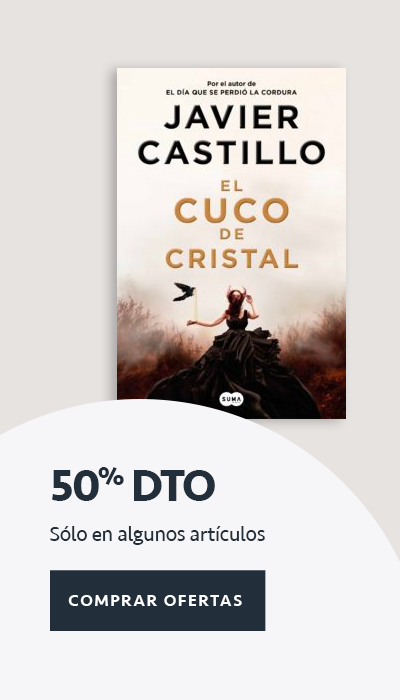 Por el autor de
EL DÍA QUE SE PERDIÓ LA CORDURA
JAVIER
CASTILLO
EL
CUCO
DE
CRISTAL
SUMA
50% DTO
Sólo en algunos artículos
COMPRAR OFERTAS